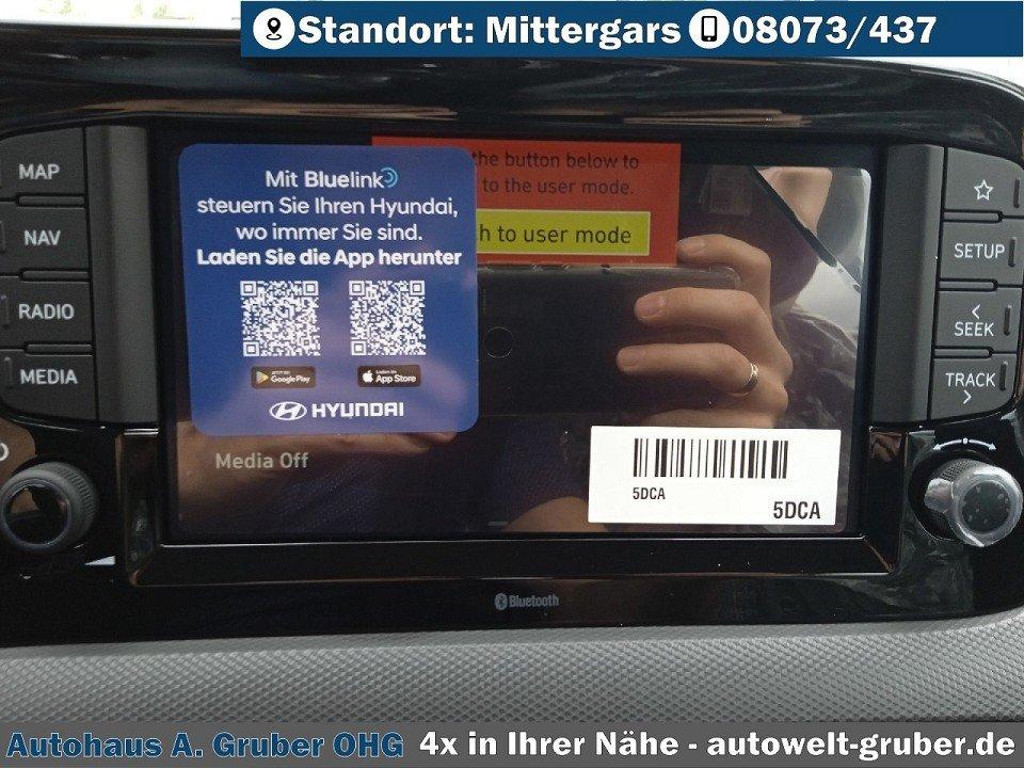 Standort: Mittergars 08073/437
MAP
NAV
RADIO
MEDIA
Mit Bluelink
steuern Sie Ihren Hyundai,
wo immer Sie sind.
Laden Sie die App herunter
Google Play
App Store
HYUNDAI
the button below to
to the user mode.
h to user mode
Media Off
5DCA
5DCA
☆
SETUP
<
SEEK
TRACK
>
Bluetooth
Autohaus A. Gruber OHG 4x in Ihrer Nähe - autowelt-gruber.de